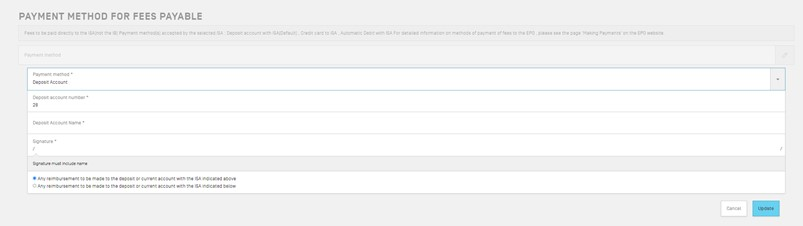 PAYMENT METHOD FOR FEES PAYABLE
Fees to be paid directly to the ISA(Until the IB) Payment method(s) accepted by the selected ISA : Deposit account with ISA(Default) , Credit card to ISA , Automatic Debit with ISA For detailed information on methods of payment of fees to the EPO , please see the page 'Making Payments' on the EPO website
Payment method
Payment method *
Deposit Account
Deposit account number *
28
Deposit Account Name *
Signature *
/ /
Signature must include name
Any reimbursement to be made to the deposit or current account with the ISA indicated above
Any reimbursement to be made to the deposit or current account with the ISA indicated below
Cancel Update